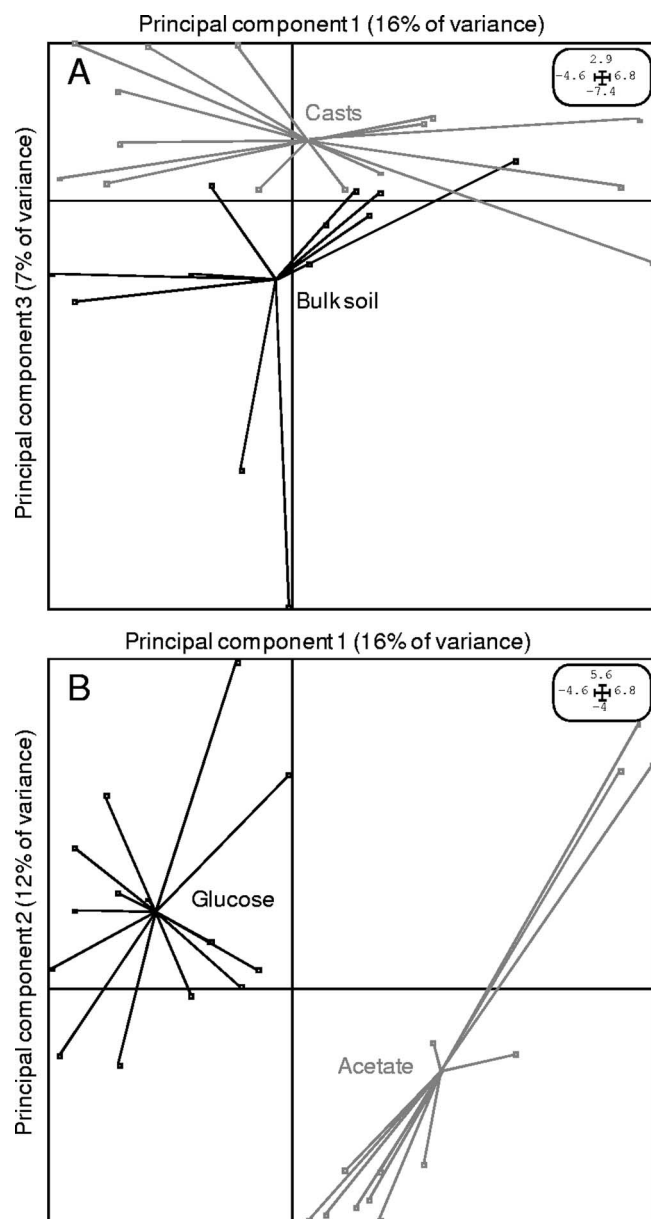 Principal component 1 (16% of variance)
A
2.9
-4.6 6.8
-7.4
Casts
Principal component 3 (7% of variance)
Bulk soil
Principal component 1 (16% of variance)
B
5.6
-4.6 6.8
-4
Principal component 2 (12% of variance)
Glucose
Acetate